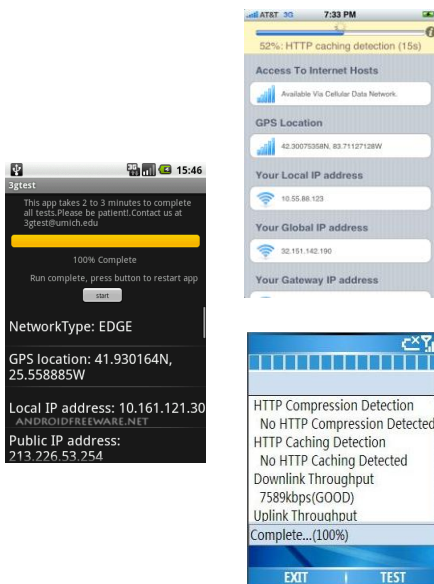 15:46
3gtest
This app takes 2 to 3 minutes to complete
all tests.Please be patient!.Contact us at
3gtest@umich.edu
100% Complete
Run complete, press button to restart app
start
NetworkType: EDGE
GPS location: 41.930164N,
25.558885W
Local IP address: 10.161.121.30
ANDROIDFREEWARE.NET
Public IP address:
213.226.53.254
AT&T 3G 7:33 PM
52%: HTTP caching detection (15s)
Access To Internet Hosts
Available Via Cellular Data Network.
GPS Location
42.30075358N, 83.71127128W
Your Local IP address
10.55.88.123
Your Global IP address
32.151.142.190
Your Gateway IP address
HTTP Compression Detection
No HTTP Compression Detected
HTTP Caching Detection
No HTTP Caching Detected
Downlink Throughput
7589kbps(GOOD)
Uplink Throughput
Complete...(100%)
EXIT TEST